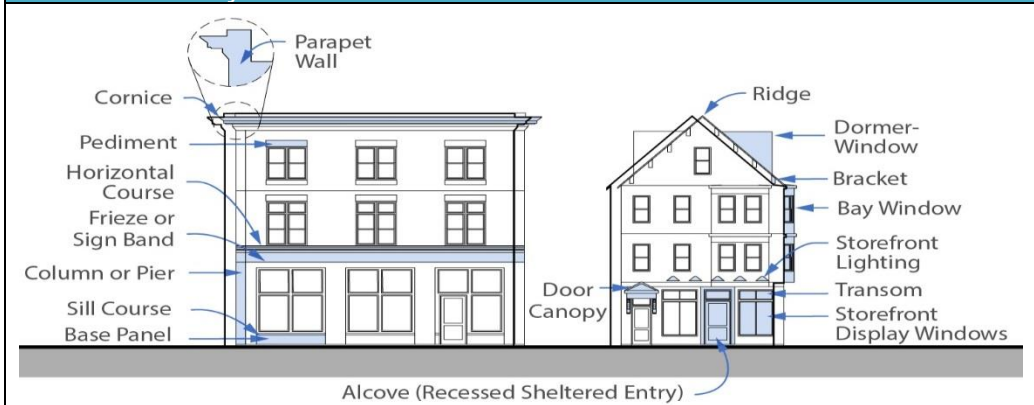 Parapet
Wall
Cornice
Pediment
Horizontal
Course
Frieze or
Sign Band
Column or Pier
Sill Course
Base Panel
Ridge
Dormer-
Window
Bracket
Bay Window
Storefront
Lighting
Door
Canopy
Transom
Storefront
Display Windows
Alcove (Recessed Sheltered Entry)